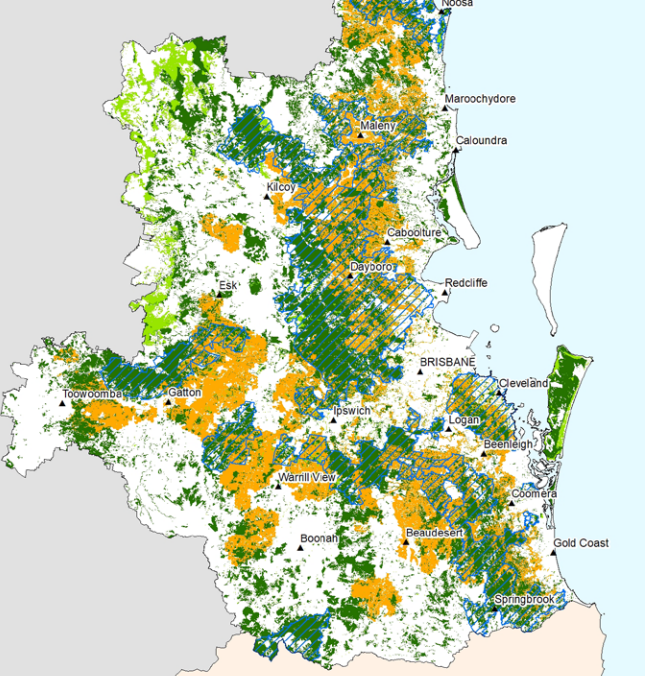 Noosa
Maroochydore
Maleny
Caloundra
Kilcoy
Caboolture
Dayboro
Redcliffe
Esk
BRISBANE
Cleveland
Toowoomba
Gatton
Ipswich
Logan
Beenleigh
Warrill View
Coomera
Beaudesert
Boonah
Gold Coast
Springbrook